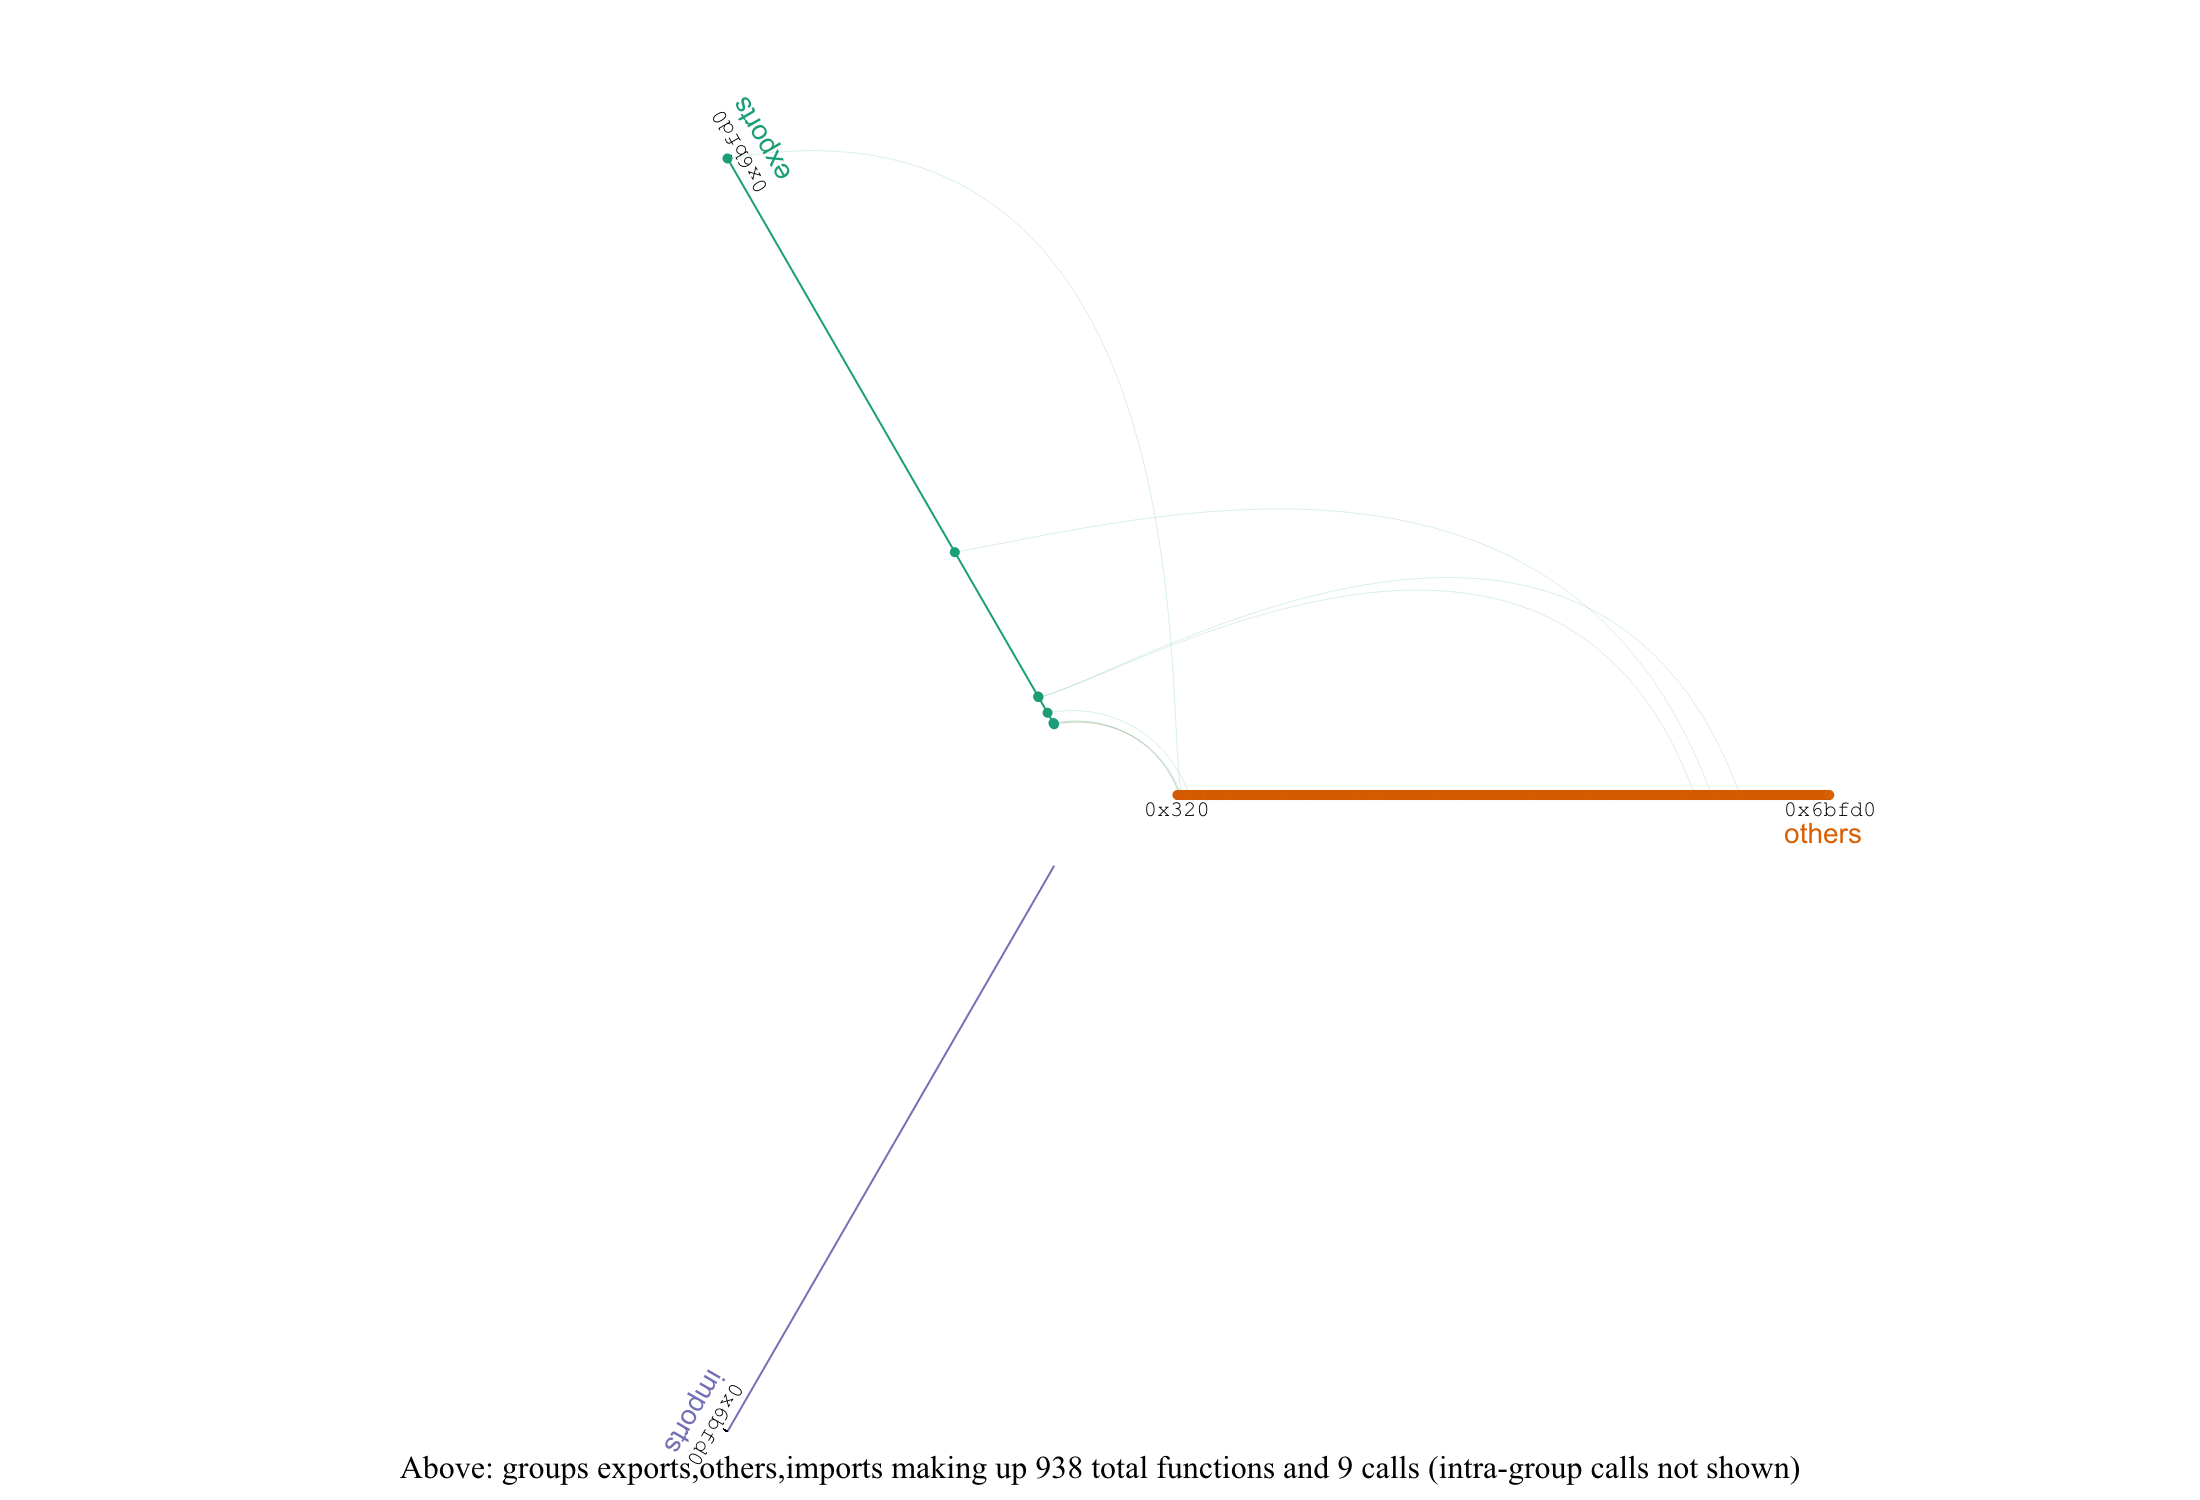 exports
0x6bfd0
0x320
0x6bfd0
others
imports
0x6bfd0
Above: groups exports,others,imports making up 938 total functions and 9 calls (intra-group calls not shown)